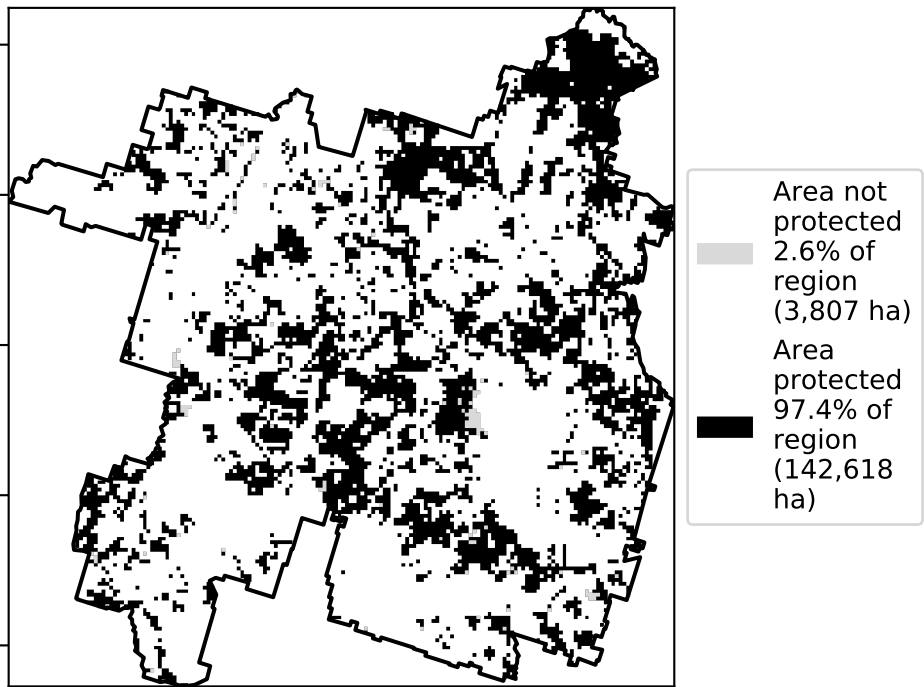 Area not
protected
2.6% of
region
(3,807 ha)
Area
protected
97.4% of
region
(142,618
ha)